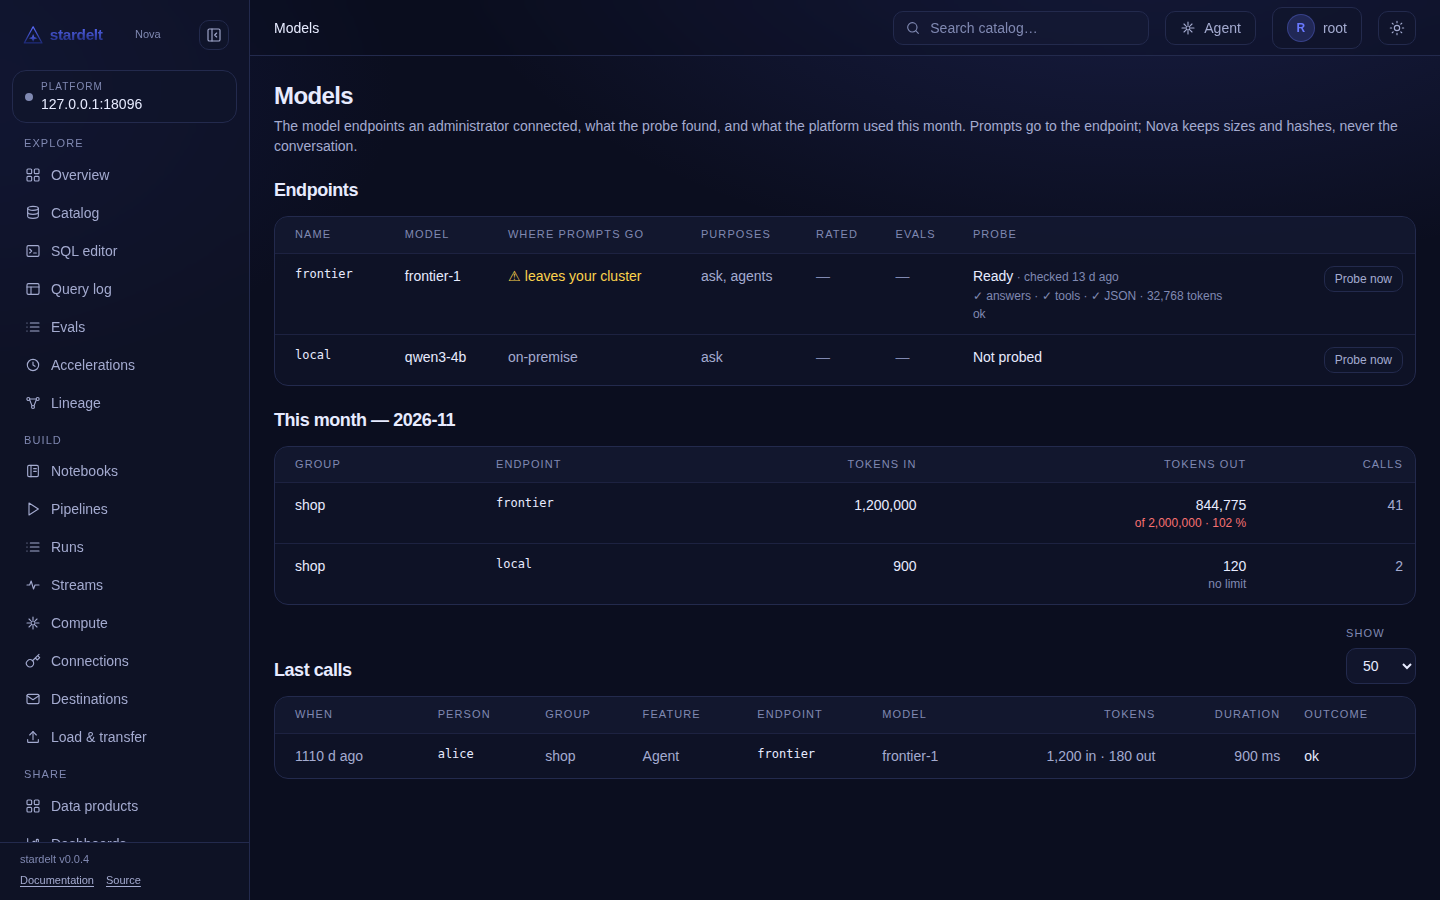 stardelt
Nova
Models
Search catalog…
Agent
R
root
PLATFORM
127.0.0.1:18096
EXPLORE
Overview
Catalog
SQL editor
Query log
Evals
Accelerations
Lineage
BUILD
Notebooks
Pipelines
Runs
Streams
Compute
Connections
Destinations
Load & transfer
SHARE
Data products
stardelt v0.0.4
Documentation Source
Models
The model endpoints an administrator connected, what the probe found, and what the platform used this month. Prompts go to the endpoint; Nova keeps sizes and hashes, never the
conversation.
Endpoints
NAME MODEL WHERE PROMPTS GO PURPOSES RATED EVALS PROBE
frontier frontier-1 ⚠ leaves your cluster ask, agents — — Ready · checked 13 d ago Probe now
✓ answers · ✓ tools · ✓ JSON · 32,768 tokens
ok
local qwen3-4b on-premise ask — — Not probed Probe now
This month — 2026-11
GROUP ENDPOINT TOKENS IN TOKENS OUT CALLS
shop frontier 1,200,000 844,775 41
of 2,000,000 · 102 %
shop local 900 120 2
no limit
SHOW
Last calls 50
WHEN PERSON GROUP FEATURE ENDPOINT MODEL TOKENS DURATION OUTCOME
1110 d ago alice shop Agent frontier frontier-1 1,200 in · 180 out 900 ms ok